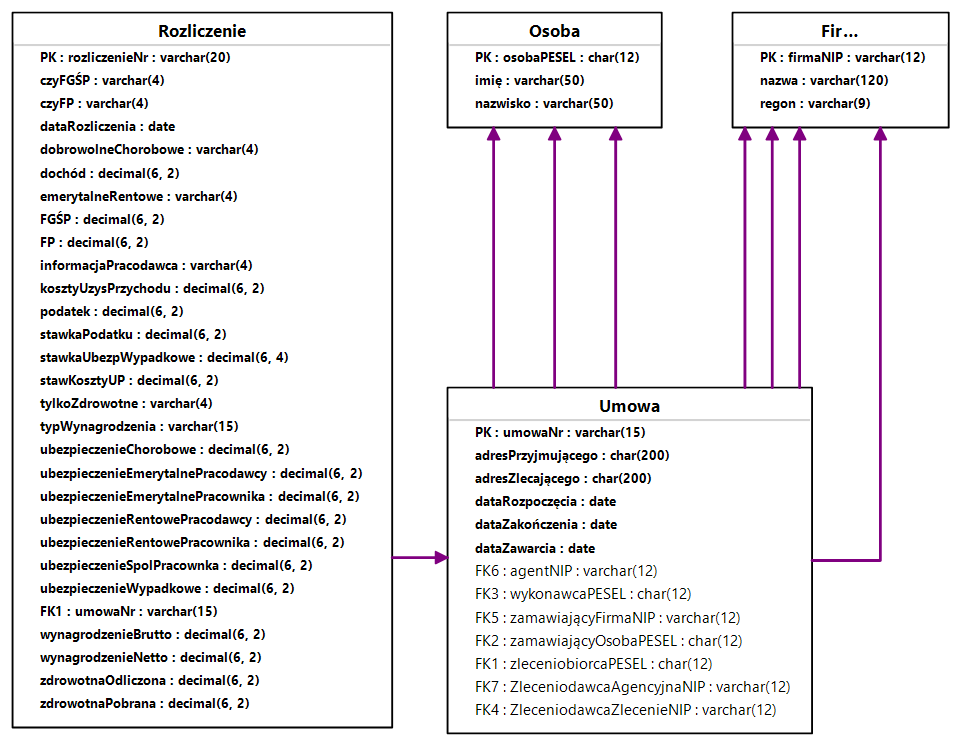 Rozliczenie
PK : rozliczenieNr : varchar(20)
czyFGŚP : varchar(4)
czyFP : varchar(4)
dataRozliczenia : date
dobrowolneChorobowe : varchar(4)
dochód : decimal(6, 2)
emerytalneRentowe : varchar(4)
FGŚP : decimal(6, 2)
FP : decimal(6, 2)
informacjaPracodawca : varchar(4)
kosztyUzysPrzychodu : decimal(6, 2)
podatek : decimal(6, 2)
stawkaPodatku : decimal(6, 2)
stawkaUbezpWypadkowe : decimal(6, 4)
stawKosztyUP : decimal(6, 2)
tylkoZdrowotne : varchar(4)
typWynagrodzenia : varchar(15)
ubezpieczenieChorobowe : decimal(6, 2)
ubezpieczenieEmerytalnePracodawcy : decimal(6, 2)
ubezpieczenieEmerytalnePracownika : decimal(6, 2)
ubezpieczenieRentowePracodawcy : decimal(6, 2)
ubezpieczenieRentowePracownika : decimal(6, 2)
ubezpieczenieSpolPracownka : decimal(6, 2)
ubezpieczenieWypadkowe : decimal(6, 2)
FK1 : umowaNr : varchar(15)
wynagrodzenieBrutto : decimal(6, 2)
wynagrodzenieNetto : decimal(6, 2)
zdrowotnaOdliczona : decimal(6, 2)
zdrowotnaPobrana : decimal(6, 2)
Osoba
PK : osobaPESEL : char(12)
imię : varchar(50)
nazwisko : varchar(50)
Fir...
PK : firmaNIP : varchar(12)
nazwa : varchar(120)
regon : varchar(9)
Umowa
PK : umowaNr : varchar(15)
adresPrzyjmującego : char(200)
adresZlecającego : char(200)
dataRozpoczęcia : date
dataZakończenia : date
dataZawarcia : date
FK6 : agentNIP : varchar(12)
FK3 : wykonawcaPESEL : char(12)
FK5 : zamawiającyFirmaNIP : varchar(12)
FK2 : zamawiającyOsobaPESEL : char(12)
FK1 : zleceniobiorcaPESEL : char(12)
FK7 : ZleceniodawcaAgencyjnaNIP : varchar(12)
FK4 : ZleceniodawcaZlecenieNIP : varchar(12)